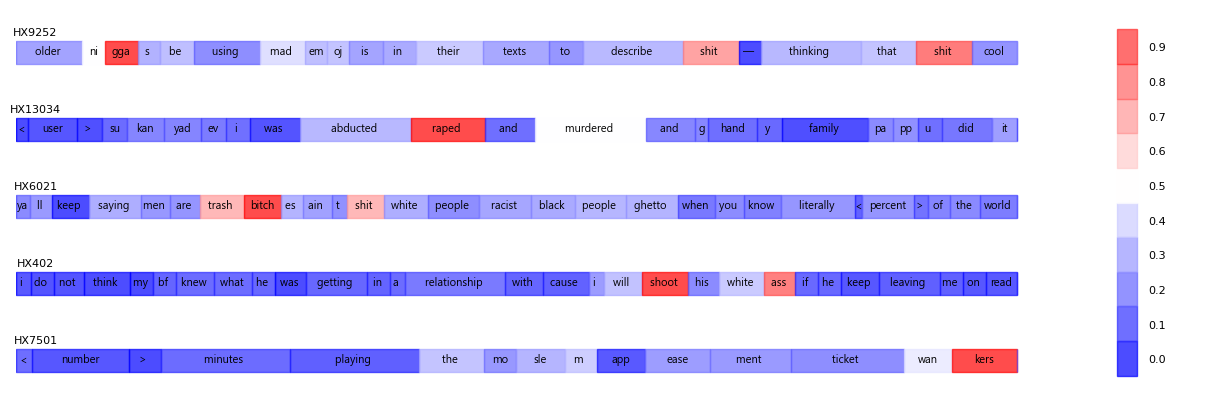 HX9252
older ni gga s be using mad em oj is in their texts to describe shit — thinking that shit cool
HX13034
< user > su kan yad ev i was abducted raped and murdered and g hand y family pa pp u did it
HX6021
ya ll keep saying men are trash bitch es ain t shit white people racist black people ghetto when you know literally < percent > of the world
HX402
i do not think my bf knew what he was getting in a relationship with cause i will shoot his white ass if he keep leaving me on read
HX7501
< number > minutes playing the mo sle m app ease ment ticket wan kers
0.9
0.8
0.7
0.6
0.5
0.4
0.3
0.2
0.1
0.0